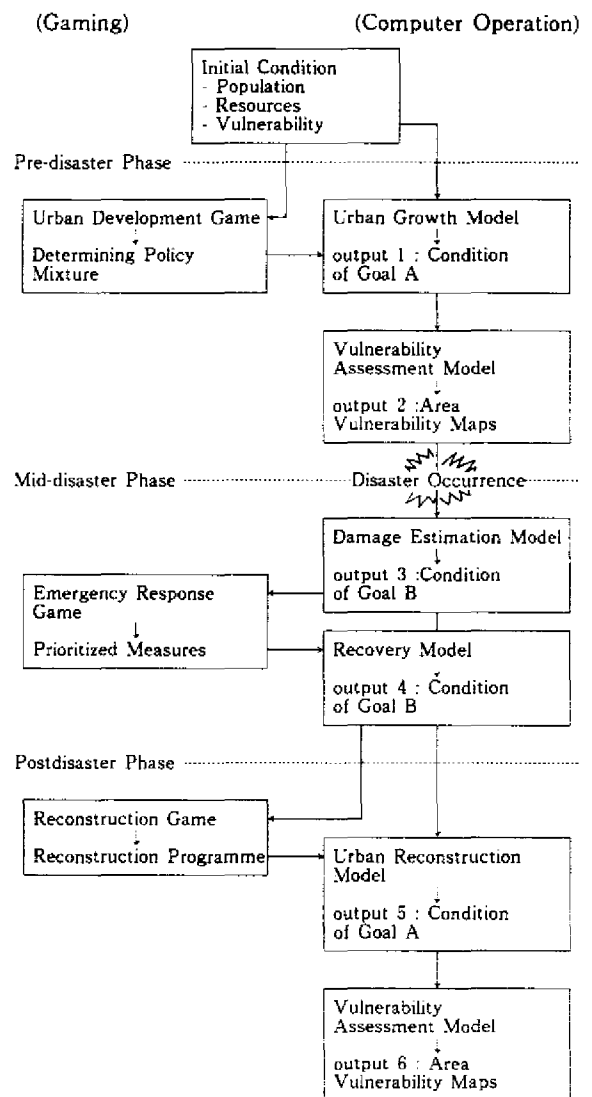 (Gaming) (Computer Operation)
Initial Condition
- Population
- Resources
- Vulnerability
Pre-disaster Phase
Urban Development Game
Determining Policy
Mixture
Urban Growth Model
output 1 : Condition
of Goal A
Vulnerability
Assessment Model
output 2 :Area
Vulnerability Maps
Mid-disaster Phase
Disaster Occurrence
Damage Estimation Model
output 3 :Condition
of Goal B
Emergency Response
Game
Prioritized Measures
Recovery Model
output 4 : Condition
of Goal B
Postdisaster Phase
Reconstruction Game
Reconstruction Programme
Urban Reconstruction
Model
output 5 : Condition
of Goal A
Vulnerability
Assessment Model
output 6 : Area
Vulnerability Maps